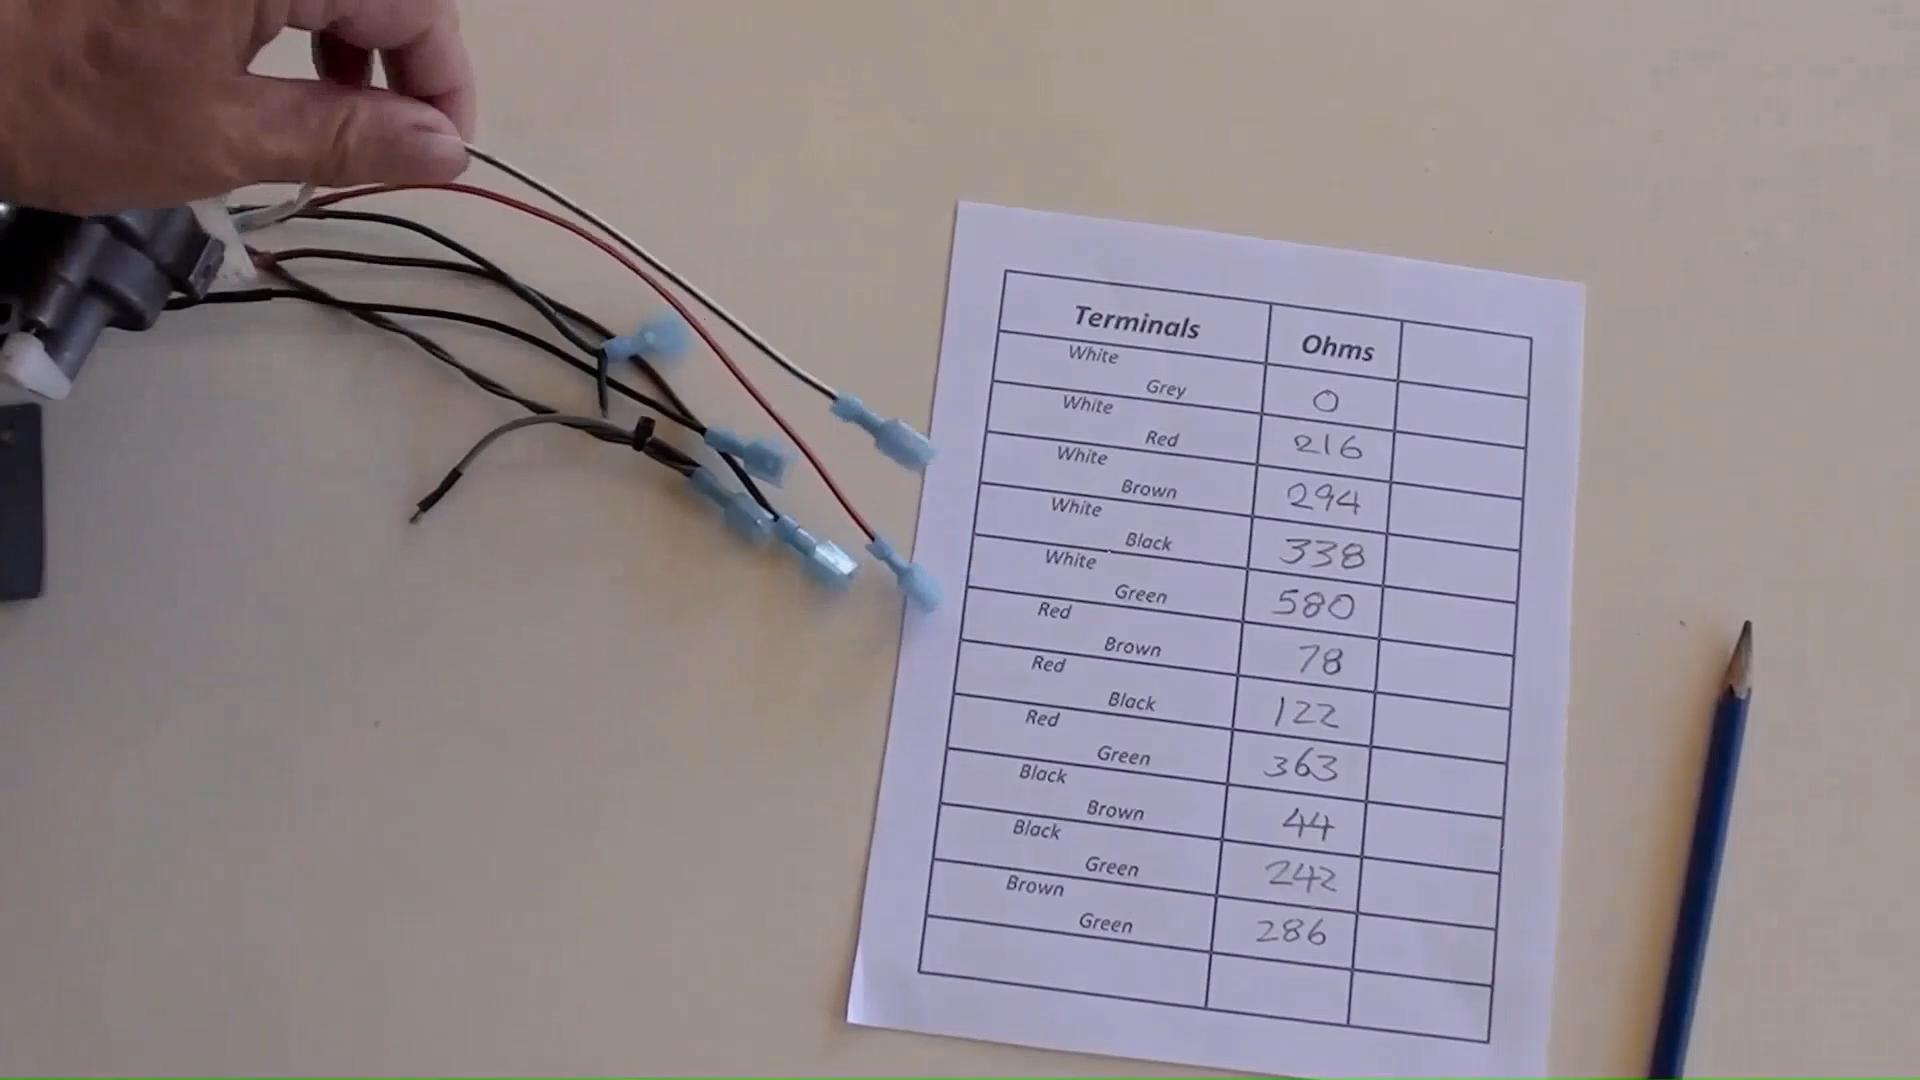 Terminals Ohms
White
Grey 0
White
Red 216
White
Brown 294
White
Black 338
White
Green 580
Red
Brown 78
Red
Black 122
Red
Green 363
Black
Brown 44
Black
Green 242
Brown
Green 286